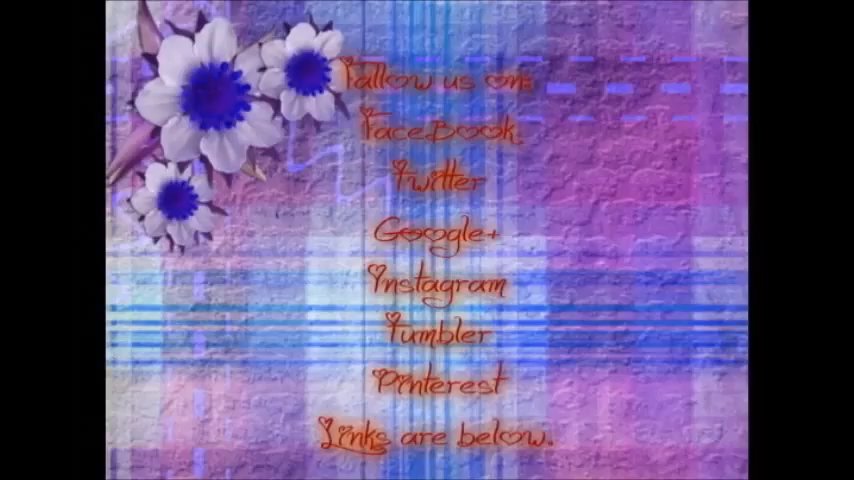 Follow us on:
FaceBook.
Twitter
Google+
Instagram
Tumbler
Pinterest
Links are below.